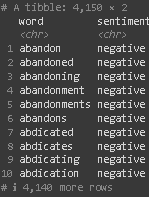 # A tibble: 4,150 × 2
word sentiment
<chr> <chr>
1 abandon negative
2 abandoned negative
3 abandoning negative
4 abandonment negative
5 abandonments negative
6 abandons negative
7 abdicated negative
8 abdicates negative
9 abdicating negative
10 abdication negative
# ℹ 4,140 more rows